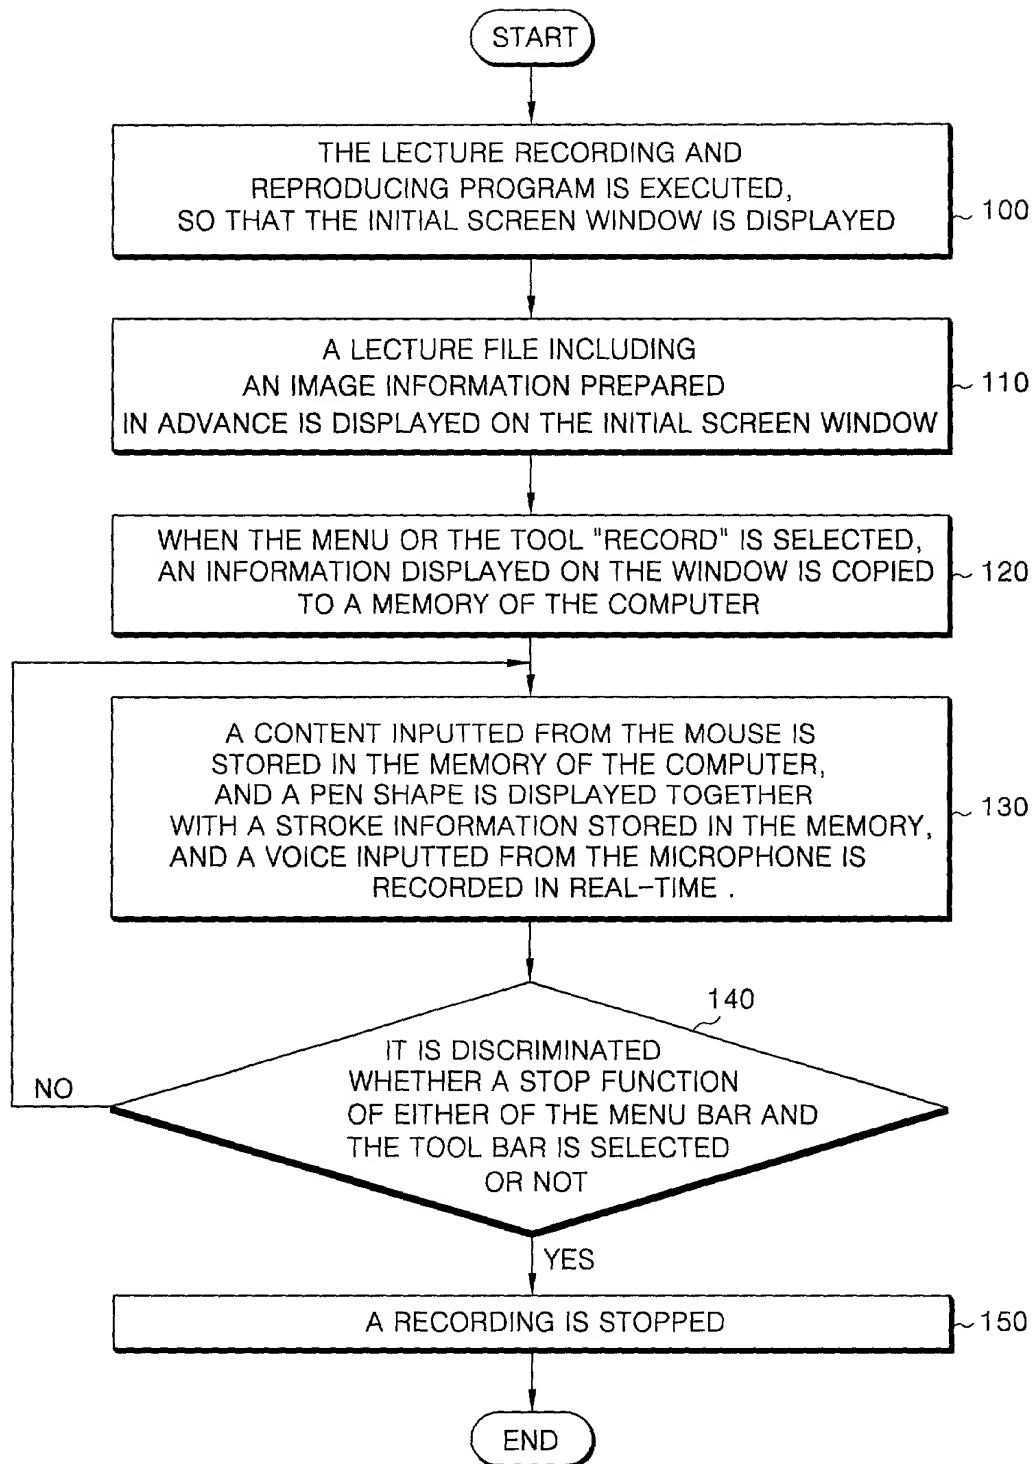 START
THE LECTURE RECORDING AND
REPRODUCING PROGRAM IS EXECUTED,
SO THAT THE INITIAL SCREEN WINDOW IS DISPLAYED
100
A LECTURE FILE INCLUDING
AN IMAGE INFORMATION PREPARED
IN ADVANCE IS DISPLAYED ON THE INITIAL SCREEN WINDOW
110
WHEN THE MENU OR THE TOOL "RECORD" IS SELECTED,
AN INFORMATION DISPLAYED ON THE WINDOW IS COPIED
TO A MEMORY OF THE COMPUTER
120
A CONTENT INPUTTED FROM THE MOUSE IS
STORED IN THE MEMORY OF THE COMPUTER,
AND A PEN SHAPE IS DISPLAYED TOGETHER
WITH A STROKE INFORMATION STORED IN THE MEMORY,
AND A VOICE INPUTTED FROM THE MICROPHONE IS
RECORDED IN REAL-TIME .
130
140
IT IS DISCRIMINATED
WHETHER A STOP FUNCTION
OF EITHER OF THE MENU BAR AND
THE TOOL BAR IS SELECTED
OR NOT
NO
YES
A RECORDING IS STOPPED
150
END